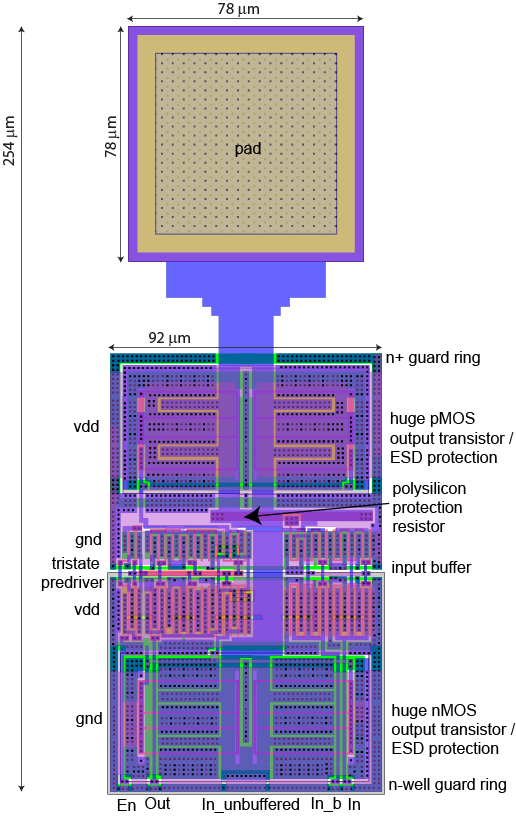 78 µm
254 µm
78 µm
pad
92 µm
n+ guard ring
vdd
huge pMOS
output transistor /
ESD protection
polysilicon
protection
resistor
gnd
tristate
predriver
input buffer
vdd
gnd
huge nMOS
output transistor /
ESD protection
n-well guard ring
En Out In_unbuffered In_b In